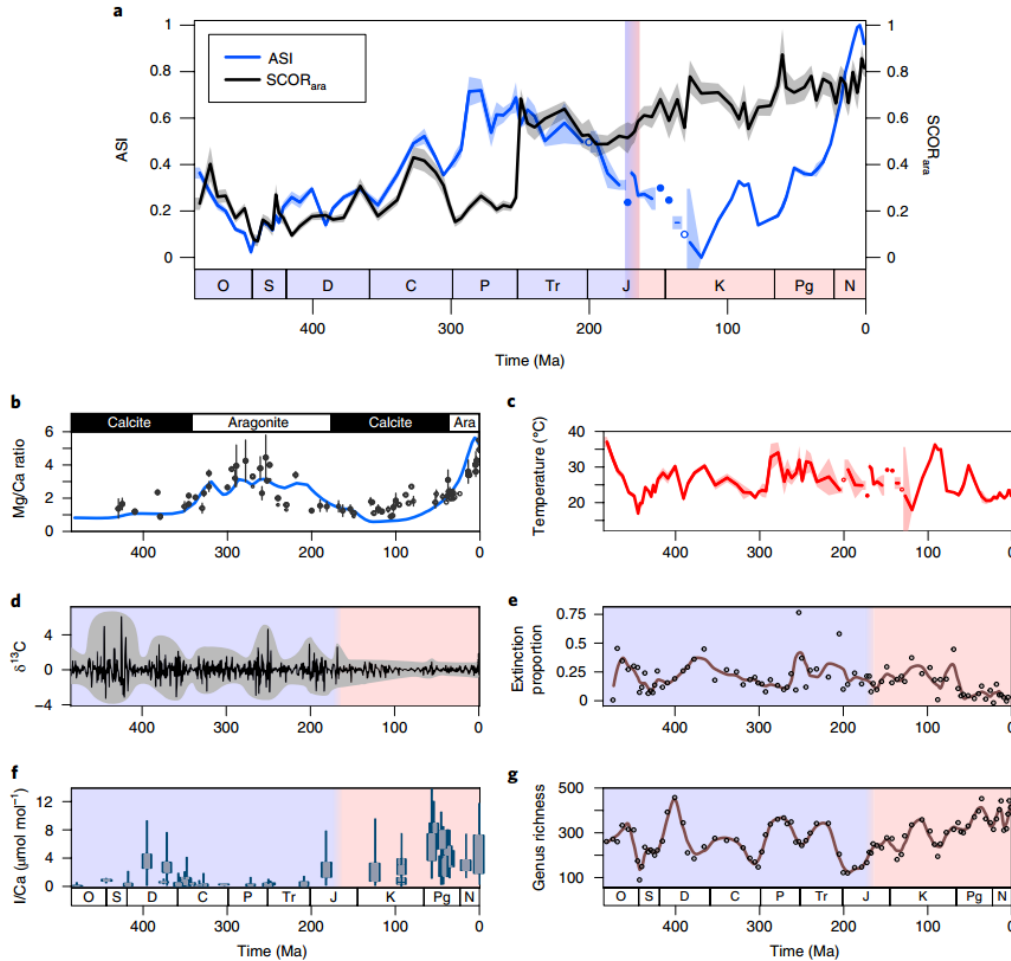 a
1
0.8
0.6
0.4
0.2
0
ASI
ASI
SCORara
1
0.8
0.6
0.4
0.2
0
SCORara
O S D C P Tr J K Pg N
400 300 200 100 0
Time (Ma)
b
Calcite Aragonite Calcite Ara
6
4
2
0
Mg/Ca ratio
400 300 200 100 0
c
40
30
20
Temperature (°C)
400 300 200 100 0
d
4
0
−4
δ13C
400 300 200 100 0
e
0.75
0.5
0.25
0
Extinction
proportion
400 300 200 100 0
f
12
8
4
0
I/Ca (µmol mol−1)
O S D C P Tr J K Pg N
400 300 200 100 0
Time (Ma)
g
500
300
100
Genus richness
O S D C P Tr J K Pg N
400 300 200 100 0
Time (Ma)